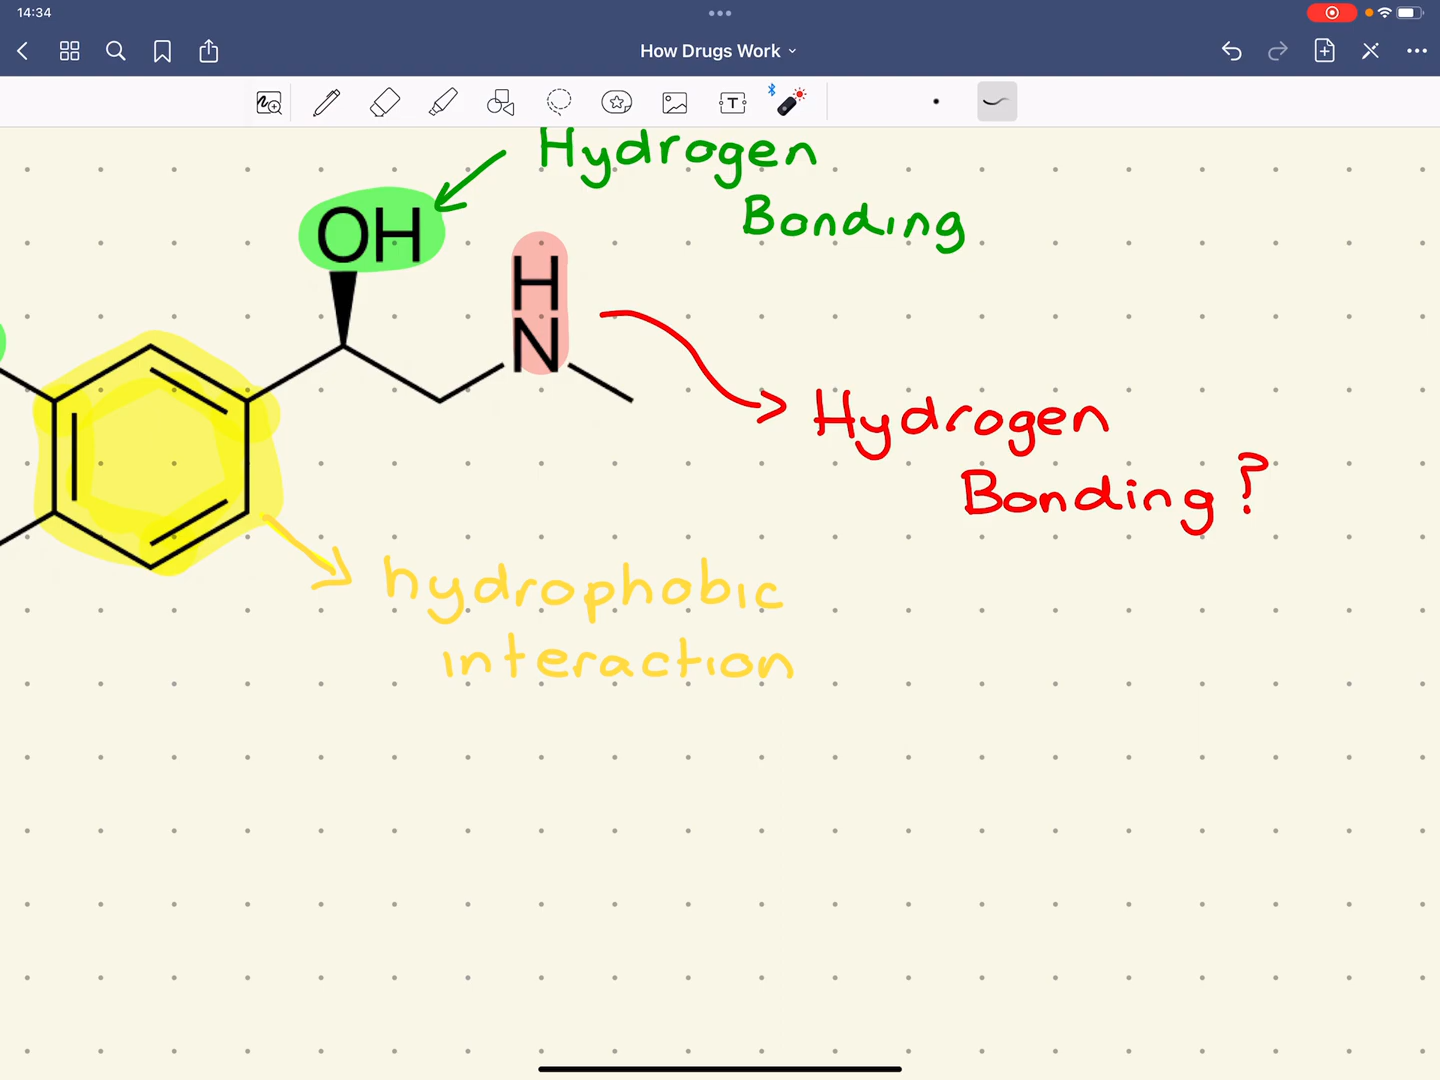 14:34
How Drugs Work
T
Hydrogen
Bonding
OH
H
N
Hydrogen
Bonding?
hydrophobic
interaction